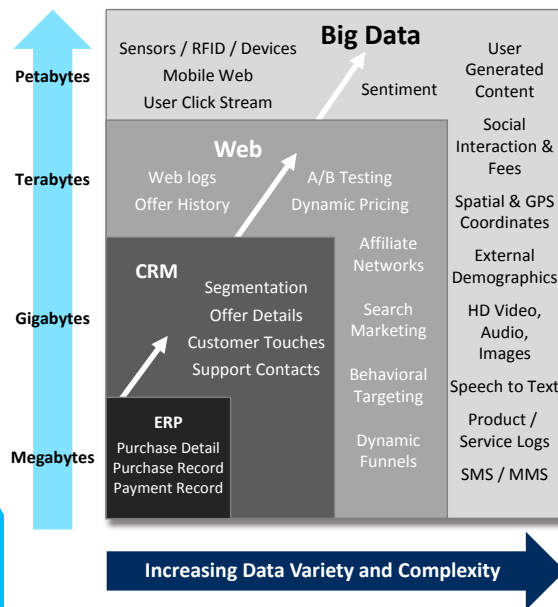 Big Data
Sensors / RFID / Devices
Mobile Web
User Click Stream
Sentiment
User
Generated
Content
Social
Interaction &
Fees
Spatial & GPS
Coordinates
External
Demographics
HD Video,
Audio,
Images
Speech to Text
Product /
Service Logs
SMS / MMS
Petabytes
Terabytes
Gigabytes
Megabytes
Web
Web logs
Offer History
A/B Testing
Dynamic Pricing
Affiliate
Networks
Search
Marketing
Behavioral
Targeting
Dynamic
Funnels
CRM
Segmentation
Offer Details
Customer Touches
Support Contacts
ERP
Purchase Detail
Purchase Record
Payment Record
Increasing Data Variety and Complexity